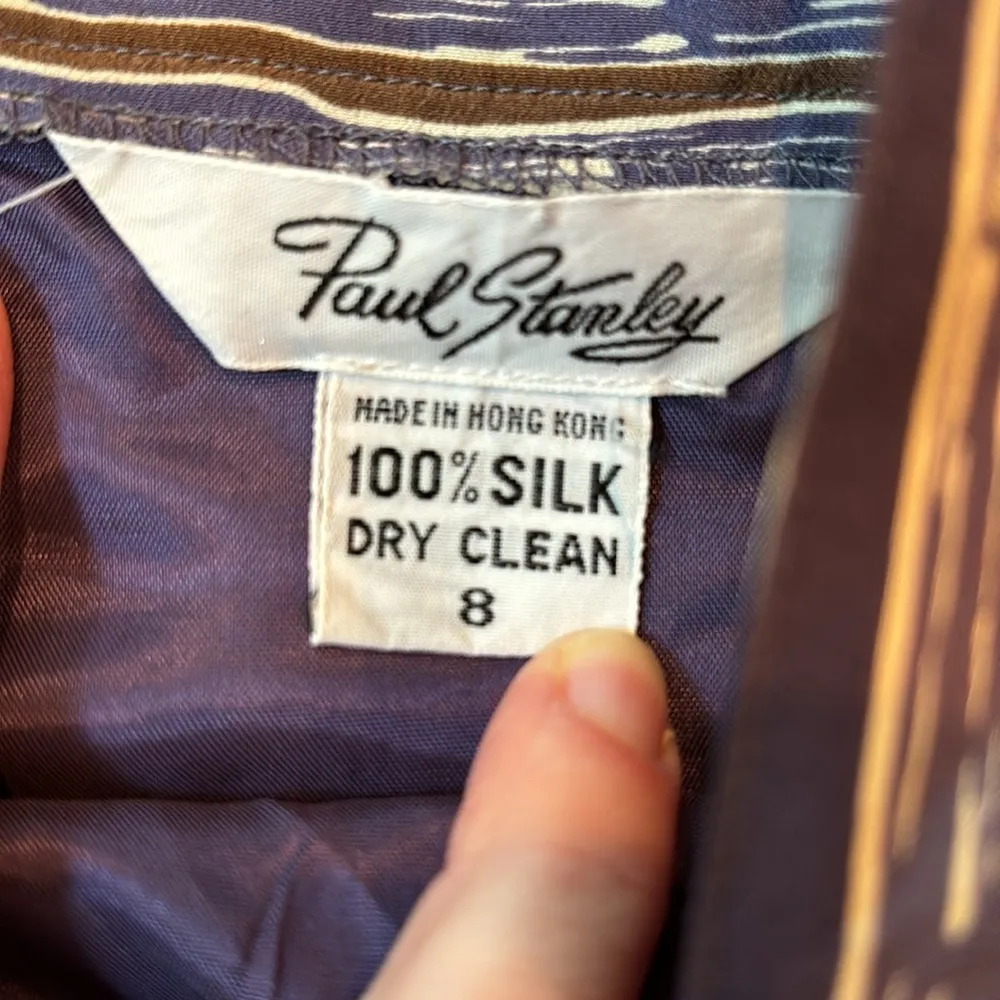 Paul Stanley
MADE IN HONG KONG
100% SILK
DRY CLEAN
8